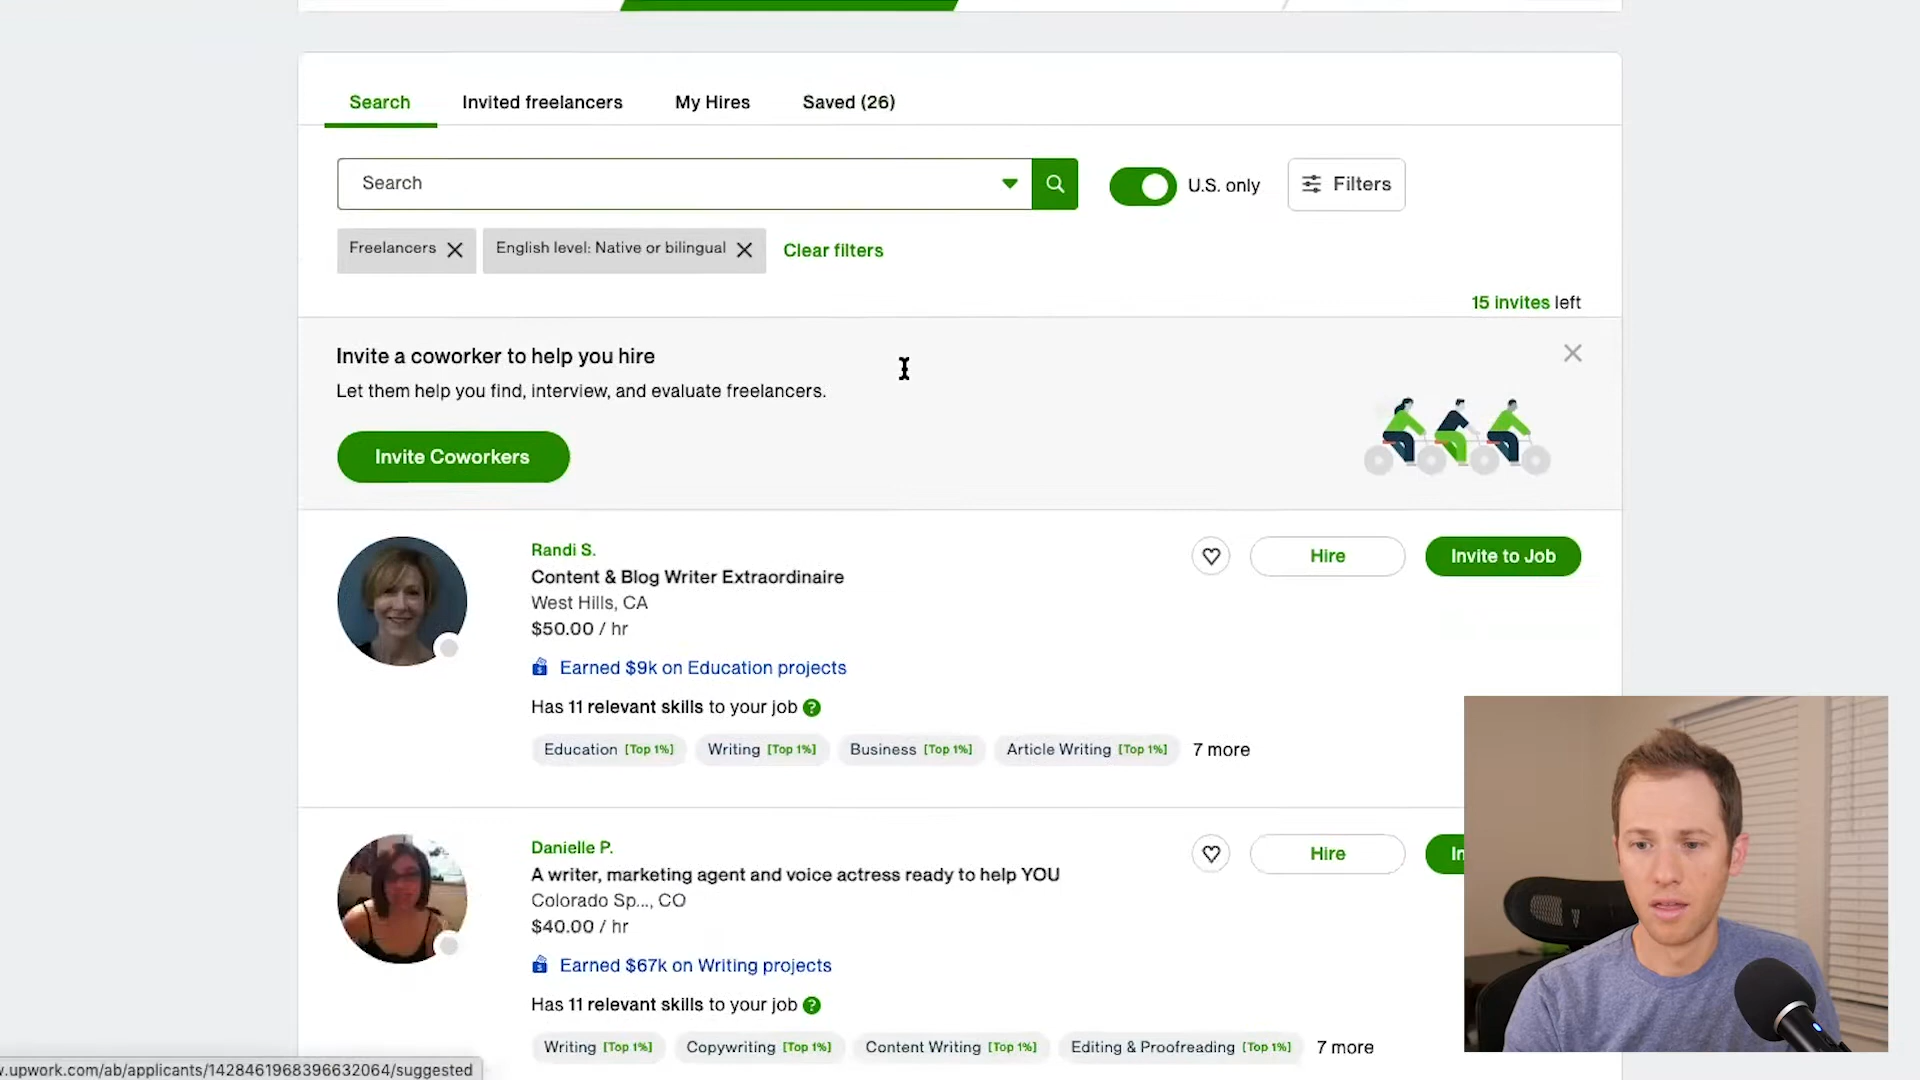 Search
Invited freelancers
My Hires
Saved (26)
Search
U.S. only
Filters
Freelancers
English level: Native or bilingual
Clear filters
15 invites left
Invite a coworker to help you hire
Let them help you find, interview, and evaluate freelancers.
Invite Coworkers
Randi S.
Content & Blog Writer Extraordinaire
West Hills, CA
$50.00 / hr
Earned $9k on Education projects
Has 11 relevant skills to your job ?
Education [Top 1%] Writing [Top 1%] Business [Top 1%] Article Writing [Top 1%] 7 more
Hire
Invite to Job
Danielle P.
A writer, marketing agent and voice actress ready to help YOU
Colorado Sp..., CO
$40.00 / hr
Earned $67k on Writing projects
Has 11 relevant skills to your job ?
Writing [Top 1%] Copywriting [Top 1%] Content Writing [Top 1%] Editing & Proofreading [Top 1%] 7 more
Hire
In
w.upwork.com/ab/applicants/1428461968396632064/suggested